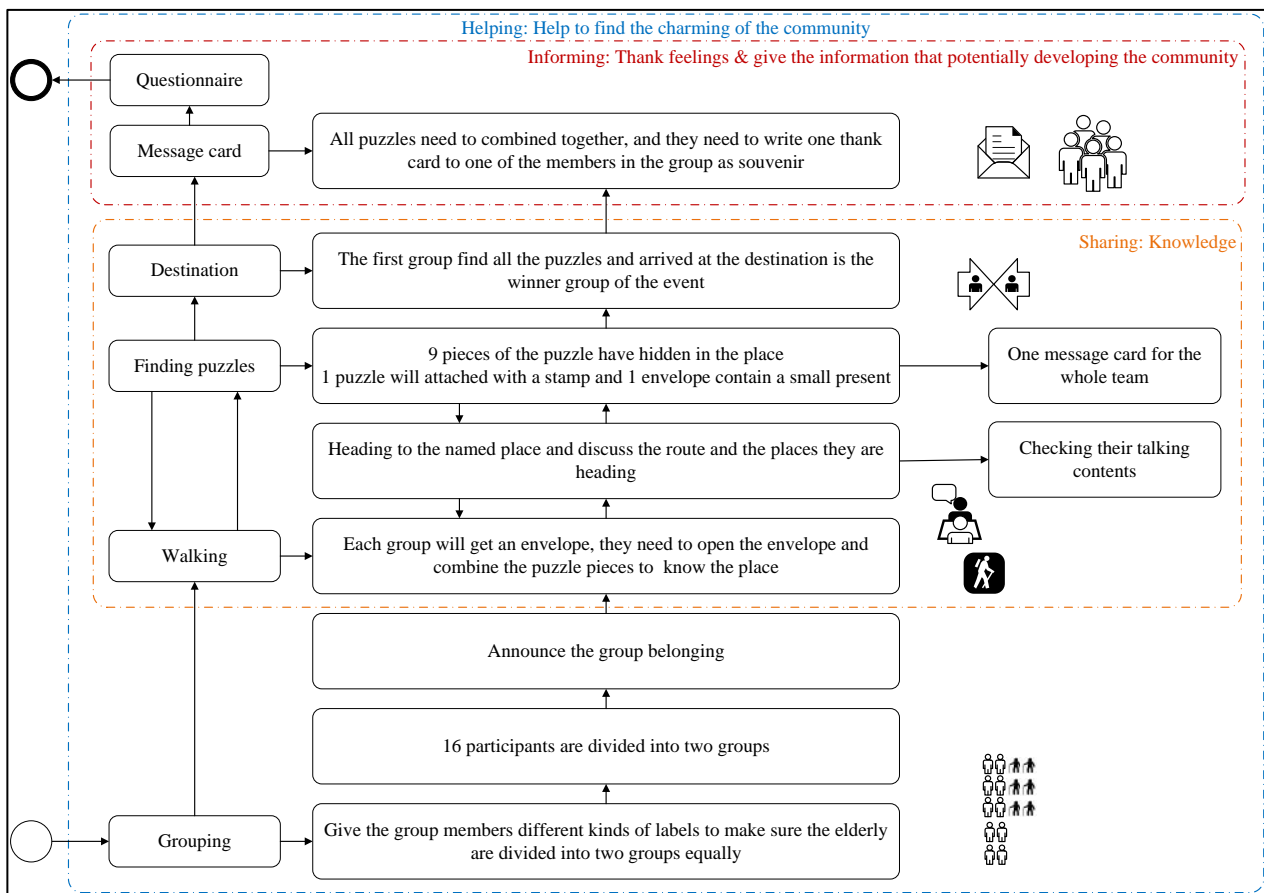 Helping: Help to find the charming of the community
Informing: Thank feelings & give the information that potentially developing the community
Questionnaire
Message card
All puzzles need to combined together, and they need to write one thank
card to one of the members in the group as souvenir
Sharing: Knowledge
Destination
The first group find all the puzzles and arrived at the destination is the
winner group of the event
Finding puzzles
9 pieces of the puzzle have hidden in the place
1 puzzle will attached with a stamp and 1 envelope contain a small present
One message card for the
whole team
Heading to the named place and discuss the route and the places they are
heading
Checking their talking
contents
Walking
Each group will get an envelope, they need to open the envelope and
combine the puzzle pieces to  know the place
Announce the group belonging
16 participants are divided into two groups
Grouping
Give the group members different kinds of labels to make sure the elderly
are divided into two groups equally